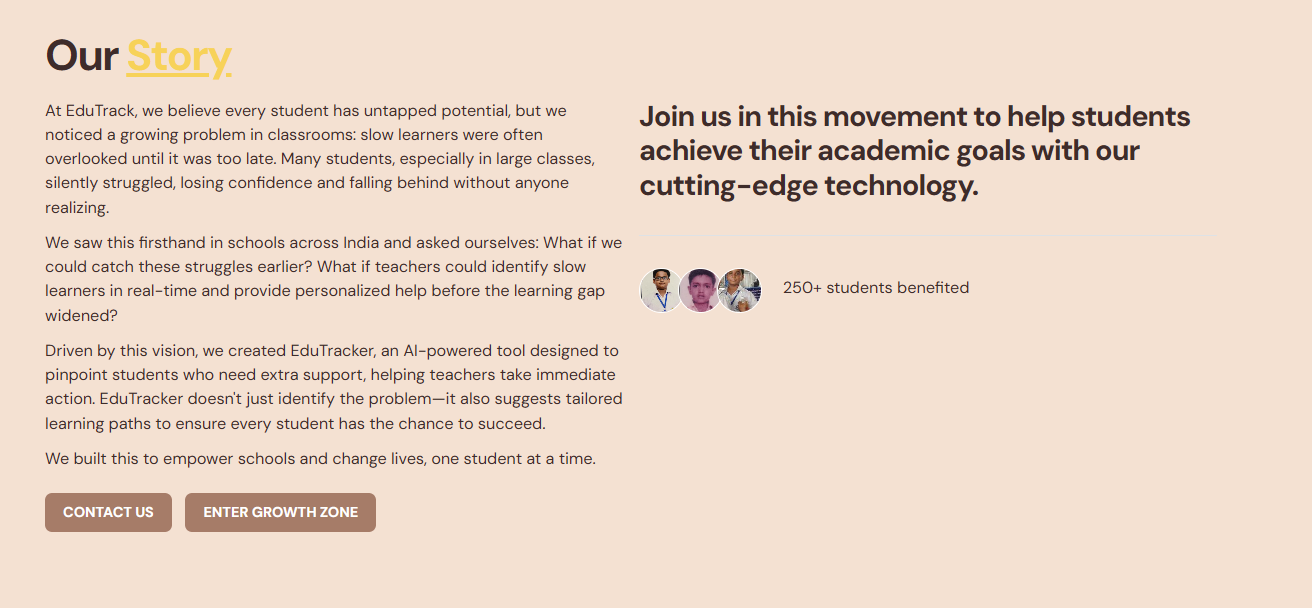 Our Story
At EduTrack, we believe every student has untapped potential, but we
noticed a growing problem in classrooms: slow learners were often
overlooked until it was too late. Many students, especially in large classes,
silently struggled, losing confidence and falling behind without anyone
realizing.
We saw this firsthand in schools across India and asked ourselves: What if we
could catch these struggles earlier? What if teachers could identify slow
learners in real-time and provide personalized help before the learning gap
widened?
Driven by this vision, we created EduTracker, an AI-powered tool designed to
pinpoint students who need extra support, helping teachers take immediate
action. EduTracker doesn't just identify the problem—it also suggests tailored
learning paths to ensure every student has the chance to succeed.
We built this to empower schools and change lives, one student at a time.
CONTACT US
ENTER GROWTH ZONE
Join us in this movement to help students
achieve their academic goals with our
cutting-edge technology.
250+ students benefited